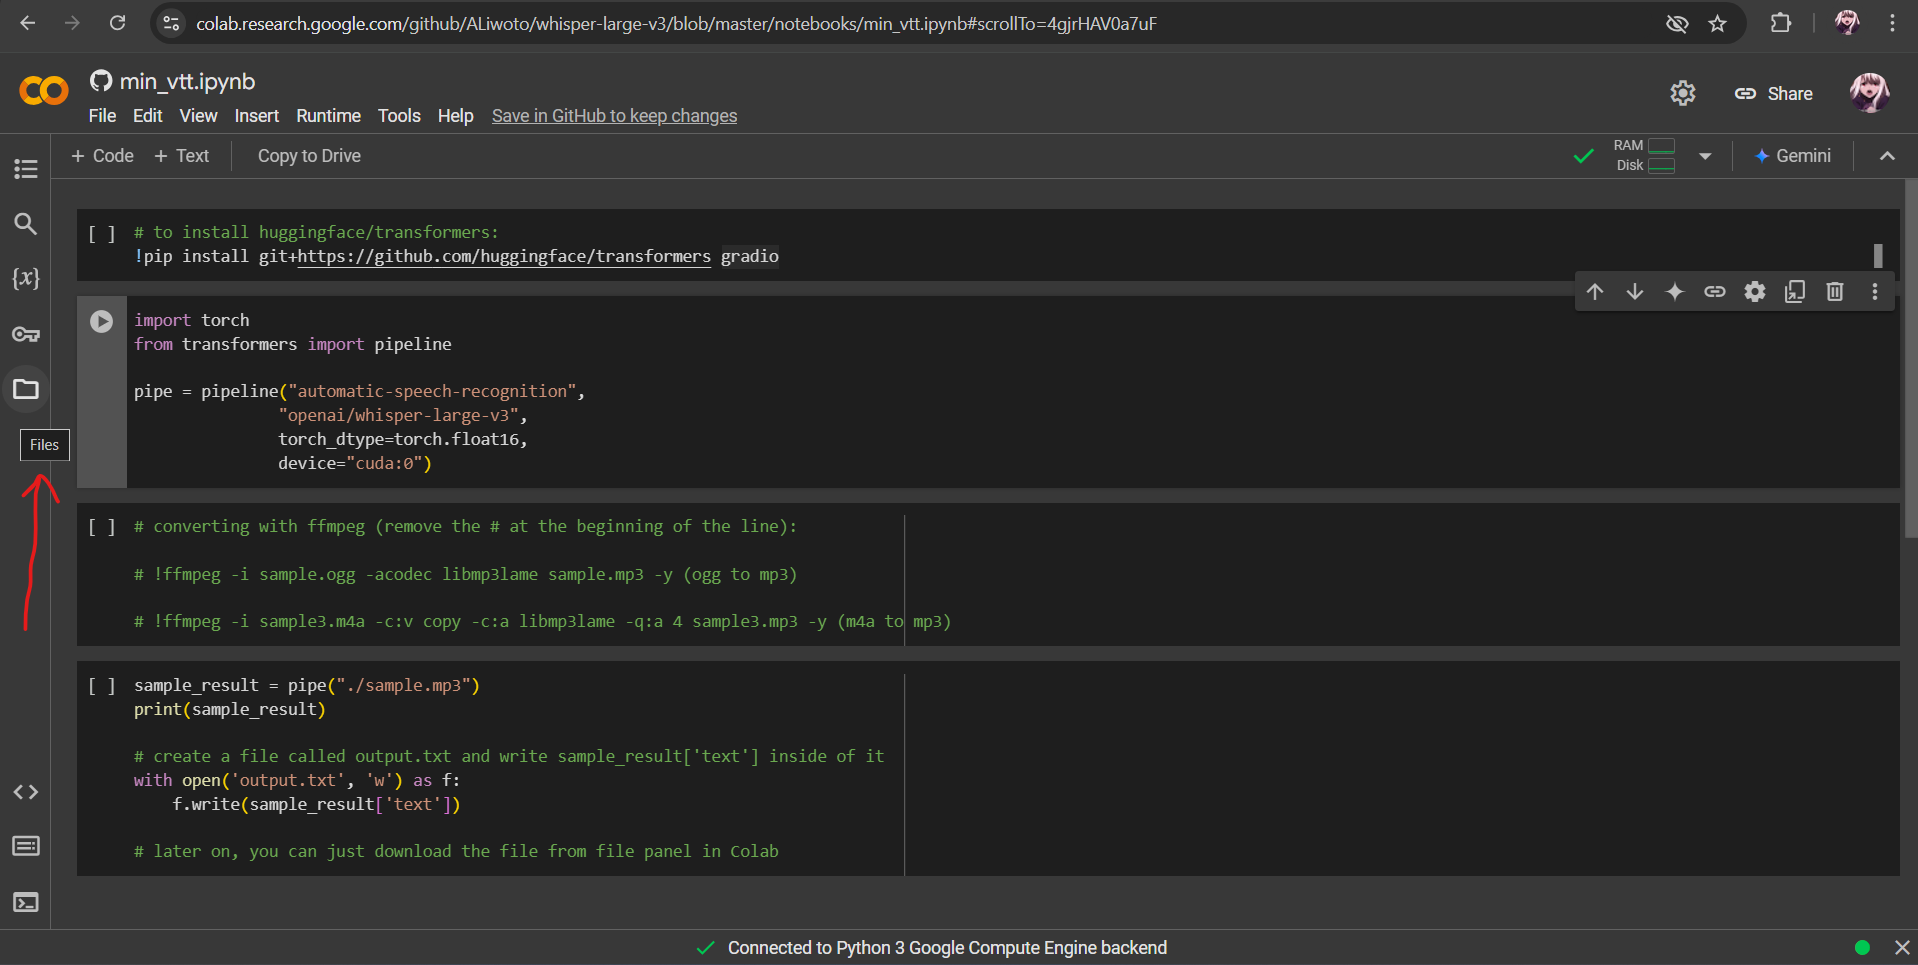 colab.research.google.com/github/ALiwoto/whisper-large-v3/blob/master/notebooks/min_vtt.ipynb#scrollTo=4gjrHAV0a7uF
min_vtt.ipynb
File Edit View Insert Runtime Tools Help Save in GitHub to keep changes
Share
+ Code + Text Copy to Drive
RAM
Disk
Gemini
[ ] # to install huggingface/transformers:
!pip install git+https://github.com/huggingface/transformers gradio
import torch
from transformers import pipeline
pipe = pipeline("automatic-speech-recognition",
"openai/whisper-large-v3",
torch_dtype=torch.float16,
device="cuda:0")
{x}
Files
[ ] # converting with ffmpeg (remove the # at the beginning of the line):
# !ffmpeg -i sample.ogg -acodec libmp3lame sample.mp3 -y (ogg to mp3)
# !ffmpeg -i sample3.m4a -c:v copy -c:a libmp3lame -q:a 4 sample3.mp3 -y (m4a to mp3)
[ ] sample_result = pipe("./sample.mp3")
print(sample_result)
# create a file called output.txt and write sample_result['text'] inside of it
with open('output.txt', 'w') as f:
f.write(sample_result['text'])
# later on, you can just download the file from file panel in Colab
Connected to Python 3 Google Compute Engine backend